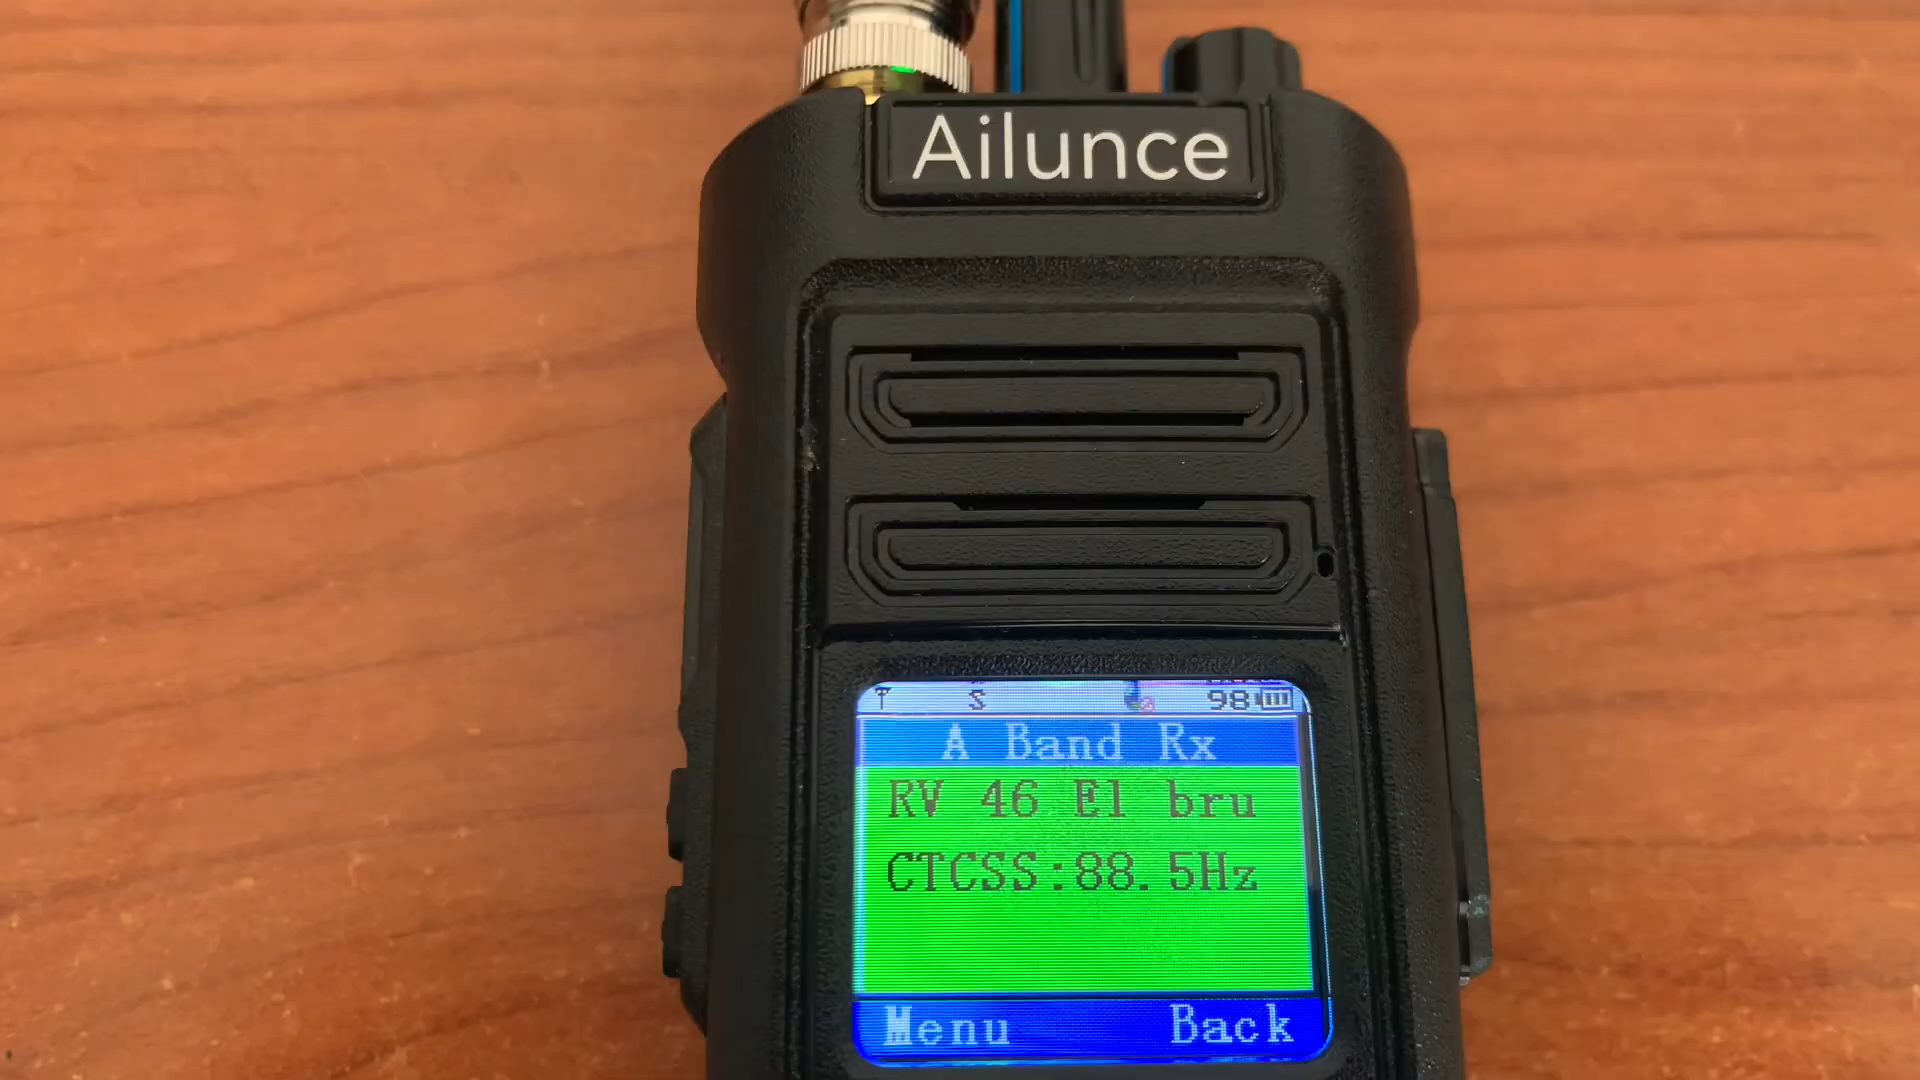 Ailunce
S 98
A Band Rx
RV 46 El bru
CTCSS:88.5Hz
Menu Back